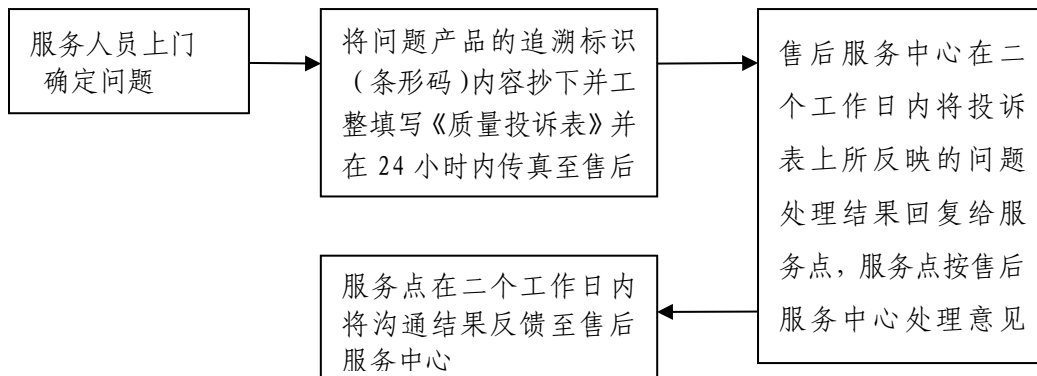 服务人员上门
确定问题
将问题产品的追溯标识
(条形码)内容抄下并工
整填写《质量投诉表》并
在 24 小时内传真至售后
售后服务中心在二
个工作日内将投诉
表上所反映的问题
处理结果回复给服
务点，服务点按售后
服务中心处理意见
服务点在二个工作日内
将沟通结果反馈至售后
服务中心